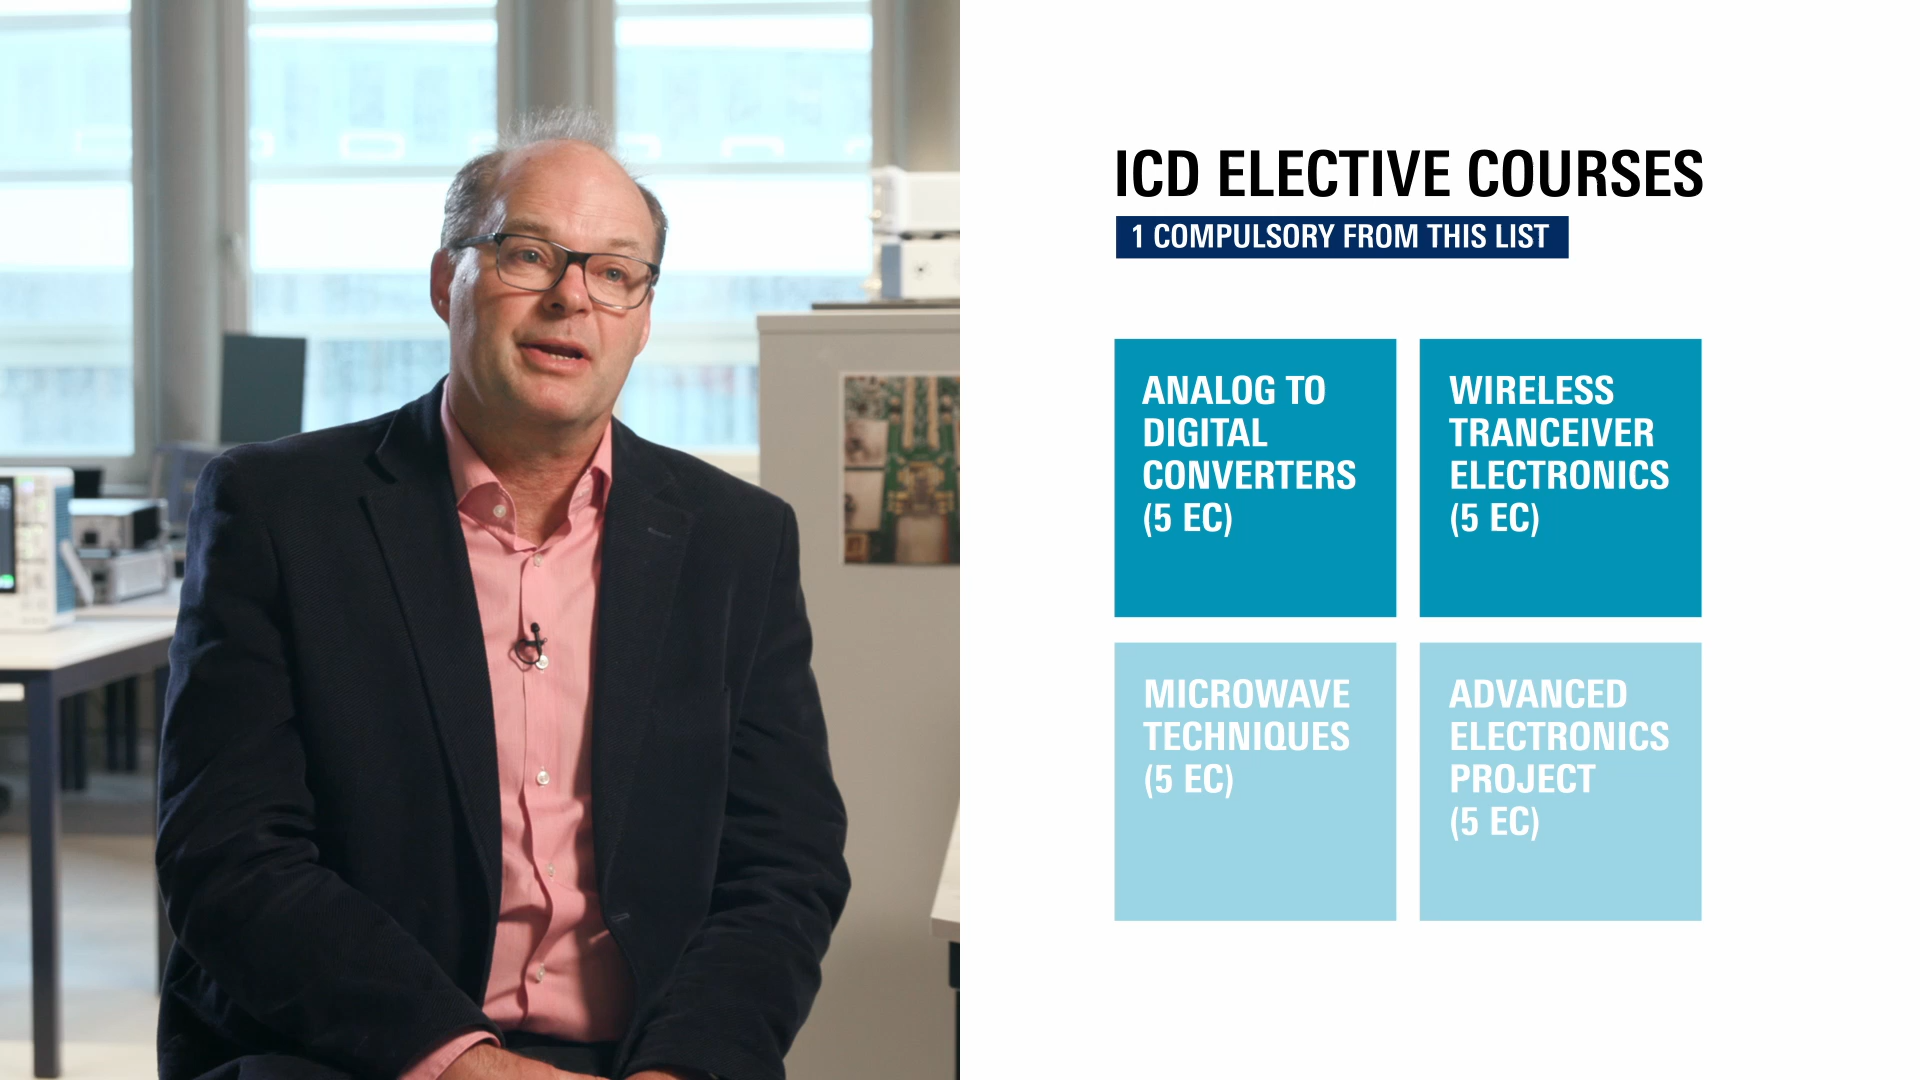 ICD ELECTIVE COURSES
1 COMPULSORY FROM THIS LIST
ANALOG TO
DIGITAL
CONVERTERS
(5 EC)
WIRELESS
TRANCEIVER
ELECTRONICS
(5 EC)
MICROWAVE
TECHNIQUES
(5 EC)
ADVANCED
ELECTRONICS
PROJECT
(5 EC)